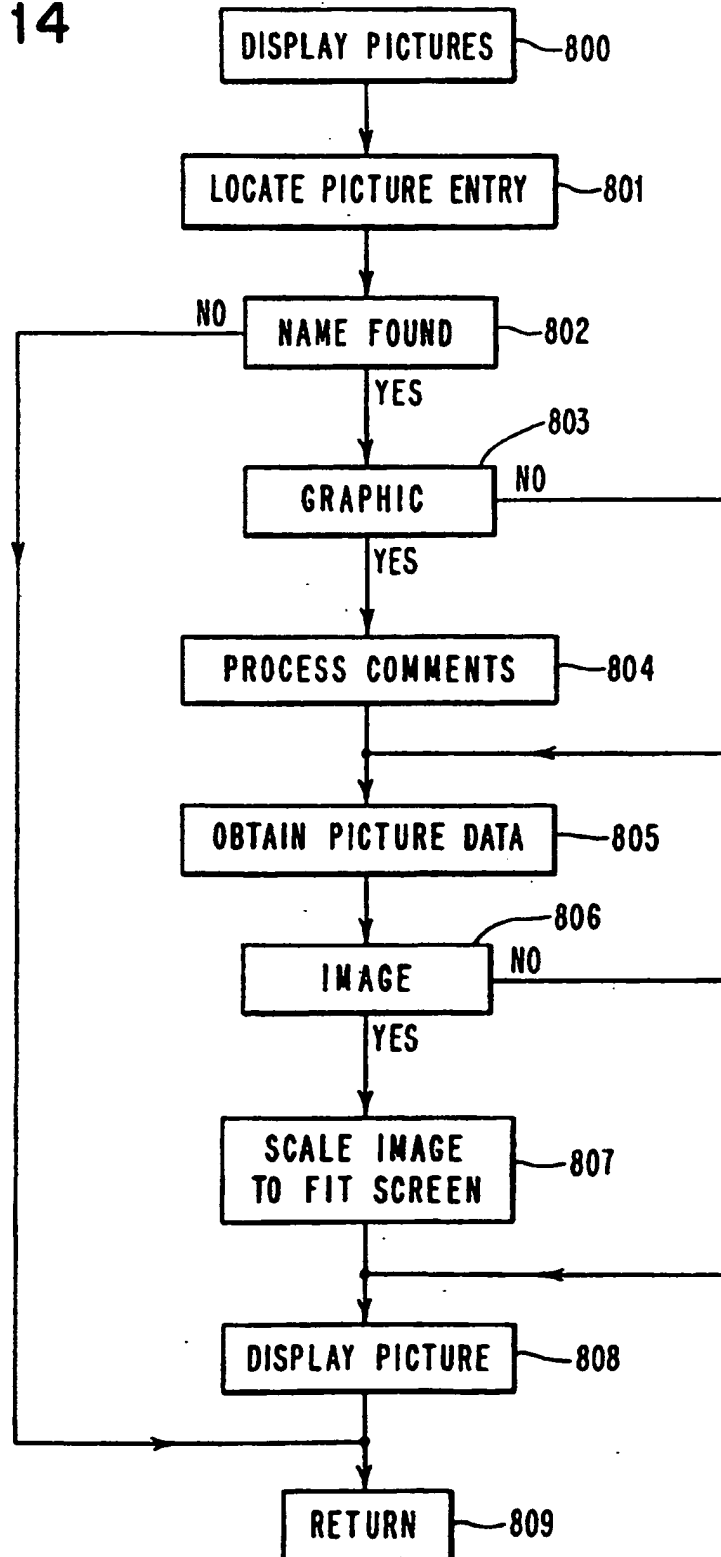 14
DISPLAY PICTURES
800
LOCATE PICTURE ENTRY
801
NO
NAME FOUND
802
YES
803
GRAPHIC
NO
YES
PROCESS COMMENTS
804
OBTAIN PICTURE DATA
805
806
IMAGE
NO
YES
SCALE IMAGE
TO FIT SCREEN
807
DISPLAY PICTURE
808
RETURN
809